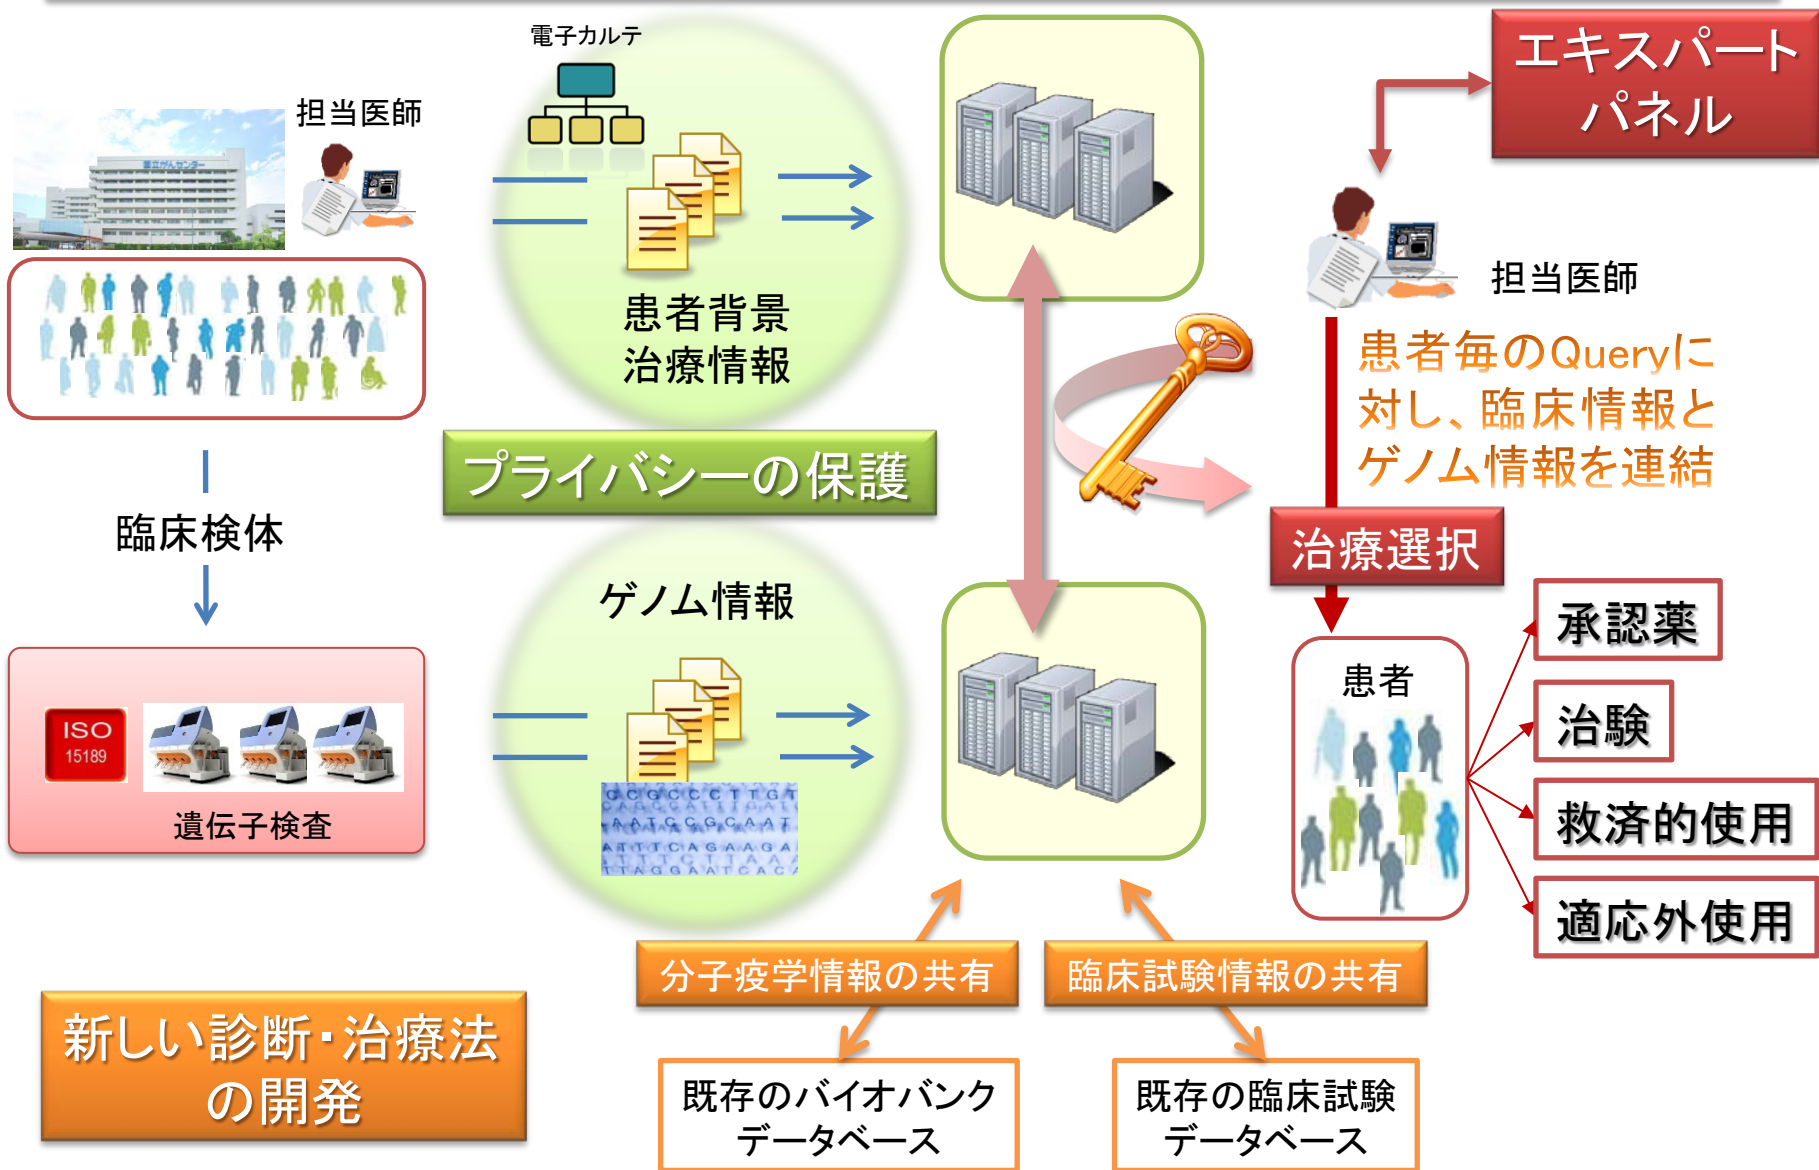 電子カルテ
担当医師
国立がんセンター
エキスパート
パネル
担当医師
患者背景
治療情報
患者毎のQueryに
対し、臨床情報と
ゲノム情報を連結
プライバシーの保護
臨床検体
治療選択
ゲノム情報
承認薬
患者
治験
ISO
15189
遺伝子検査
救済的使用
適応外使用
分子疫学情報の共有
臨床試験情報の共有
新しい診断・治療法
の開発
既存のバイオバンク
データベース
既存の臨床試験
データベース